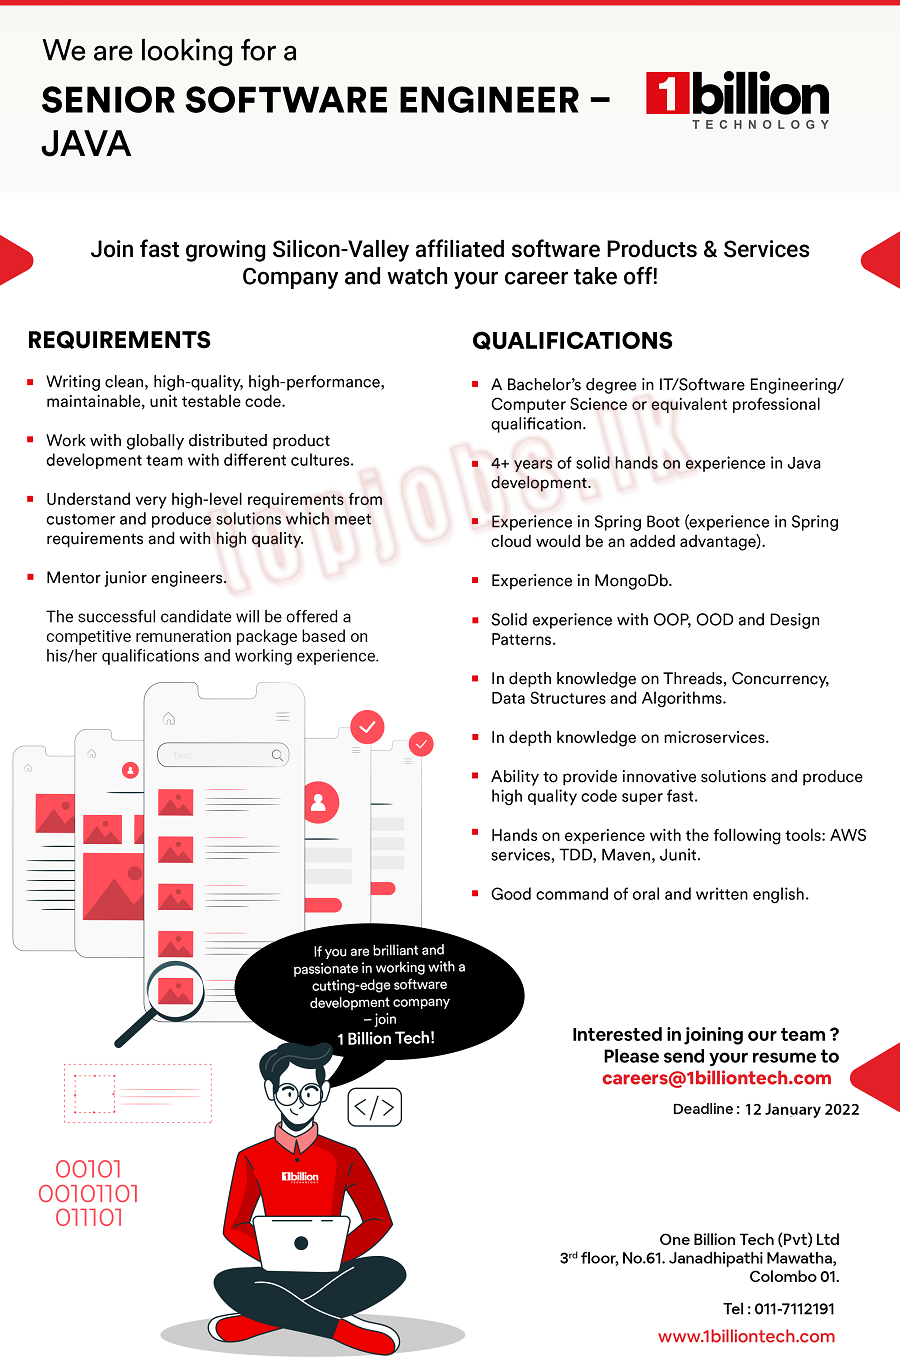 We are looking for a
SENIOR SOFTWARE ENGINEER –
JAVA
1billion
TECHNOLOGY
Join fast growing Silicon-Valley affiliated software Products & Services
Company and watch your career take off!
REQUIREMENTS
Writing clean, high-quality, high-performance,
maintainable, unit testable code.
Work with globally distributed product
development team with different cultures.
Understand very high-level requirements from
customer and produce solutions which meet
requirements and with high quality.
Mentor junior engineers.
The successful candidate will be offered a
competitive remuneration package based on
his/her qualifications and working experience.
QUALIFICATIONS
A Bachelor's degree in IT/Software Engineering/
Computer Science or equivalent professional
qualification.
4+ years of solid hands on experience in Java
development.
Experience in Spring Boot (experience in Spring
cloud would be an added advantage).
Experience in MongoDb.
Solid experience with OOP, OOD and Design
Patterns.
In depth knowledge on Threads, Concurrency,
Data Structures and Algorithms.
In depth knowledge on microservices.
Ability to provide innovative solutions and produce
high quality code super fast.
Hands on experience with the following tools: AWS
services, TDD, Maven, Junit.
Good command of oral and written english.
topjobs.lk
Text
If you are brilliant and
passionate in working with a
cutting-edge software
development company
– join
1 Billion Tech!
</>
1billion
TECHNOLOGY
00101
00101101
011101
Interested in joining our team ?
Please send your resume to
careers@1billiontech.com
Deadline : 12 January 2022
One Billion Tech (Pvt) Ltd
3rd floor, No.61. Janadhipathi Mawatha,
Colombo 01.
Tel : 011-7112191
www.1billiontech.com